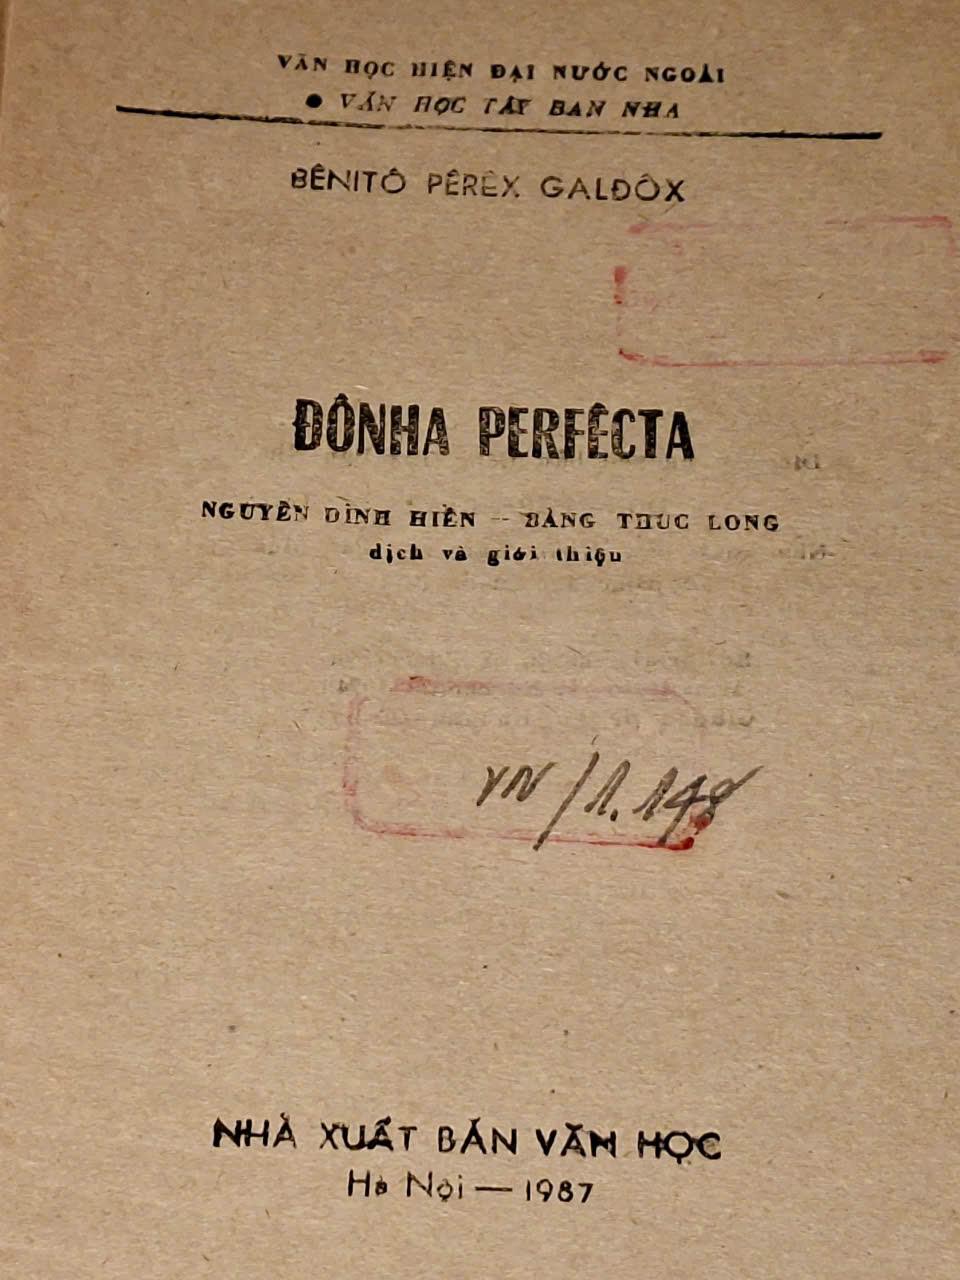 VĂN HỌC HIỆN ĐẠI NƯỚC NGOÀI
● VĂN HỌC TÂY BAN NHA
BÊNITÔ PÊRÊX GALĐÔX
ĐÔNHA PERFÊCTA
NGUYỄN ĐÌNH HIỀN — ĐẶNG THUC LONG
dịch và giới thiệu
VN/1.148
NHÀ XUẤT BẢN VĂN HỌC
Hà Nội — 1987